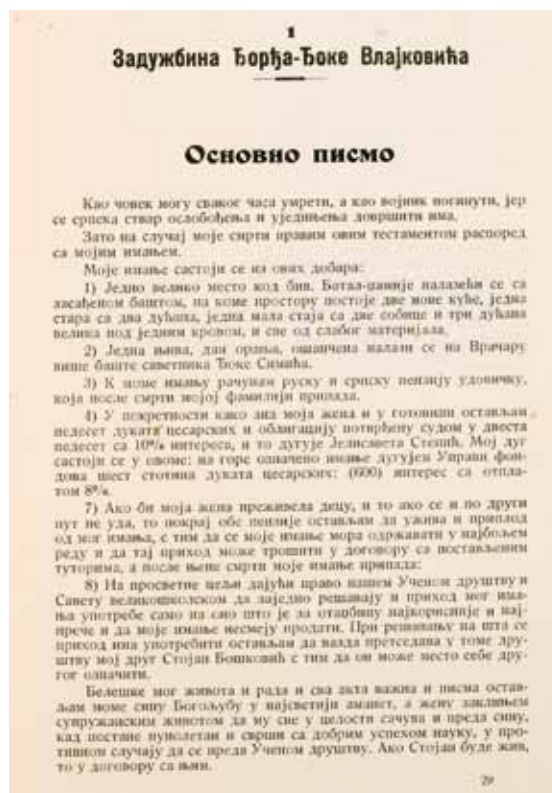 1
Задужбина Ђорђа-Ђоке Влајковића
Основно писмо
Као човек могу сваког часа умрети, а као војник погинути, јер
се српска ствар ослобођења и уједињења довршити има.
Зато на случај моје смрти правим овим тестаментом распоред
са мојим имањем.
Моје имање састоји се из ових добара:
1) Једно велико место код бив. Батал-џамије налазећи се са
засађеном баштом, на коме простору постоје две моје куће, једна
стара са два дућана, једна мала стаја са две собице и три дућана
велика под једним кровом, и све од слабог материјала.
2) Једна њива, дан орања, ошанчена налази се на Врачару
више баште саветника Ђоке Симића.
3) К моме имању рачунам руску и српску пензију удовичку,
која после смрти мојој фамилији припада.
4) У покретности како зна моја жена и у готовини остављам
педесет дуката цесарских и облигацију потврђену судом у двеста
педесет са 10% интереса, и то дугује Јелисавета Стешић. Мој дуг
састоји се у овоме: на горе означено имање дугујем Управи фон-
дова шест стотина дуката цесарских: (600) интерес са отпла-
том 8%.
7) Ако би моја жена преживела децу, и то ако се и по други
пут не уда, то покрај обе пензије остављам да ужива и приплод
од мог имања, с тим да се моје имање мора одржавати у најбољем
реду и да тај приход може трошити у договору са постављеним
туторима, а после њене смрти моје имање припада:
8) На просветне цељи дајући право нашем Ученом друштву и
Савету великошколском да заједно решавају и приход мог има-
ња употребе само на оно што је за отаџбину најкорисније и нај-
прече и да моје имање несмеју продати. При решавању на шта се
приход има употребити остављам да вазда претседава у томе дру-
штву мој друг Стојан Бошковић с тим да он може место себе дру-
гог означити.
Белешке мог живота и рада и сва акта важна и писма остав-
љам моме сину Богољубу у најсветији аманет, а жену заклињем
супружанским животом да му све у целости сачува и преда сину,
кад постане пунолетан и сврши са добрим успехом науку, у про-
тивном случају да се преда Ученом друштву. Ако Стојан буде жив,
то у договору са њим.
29